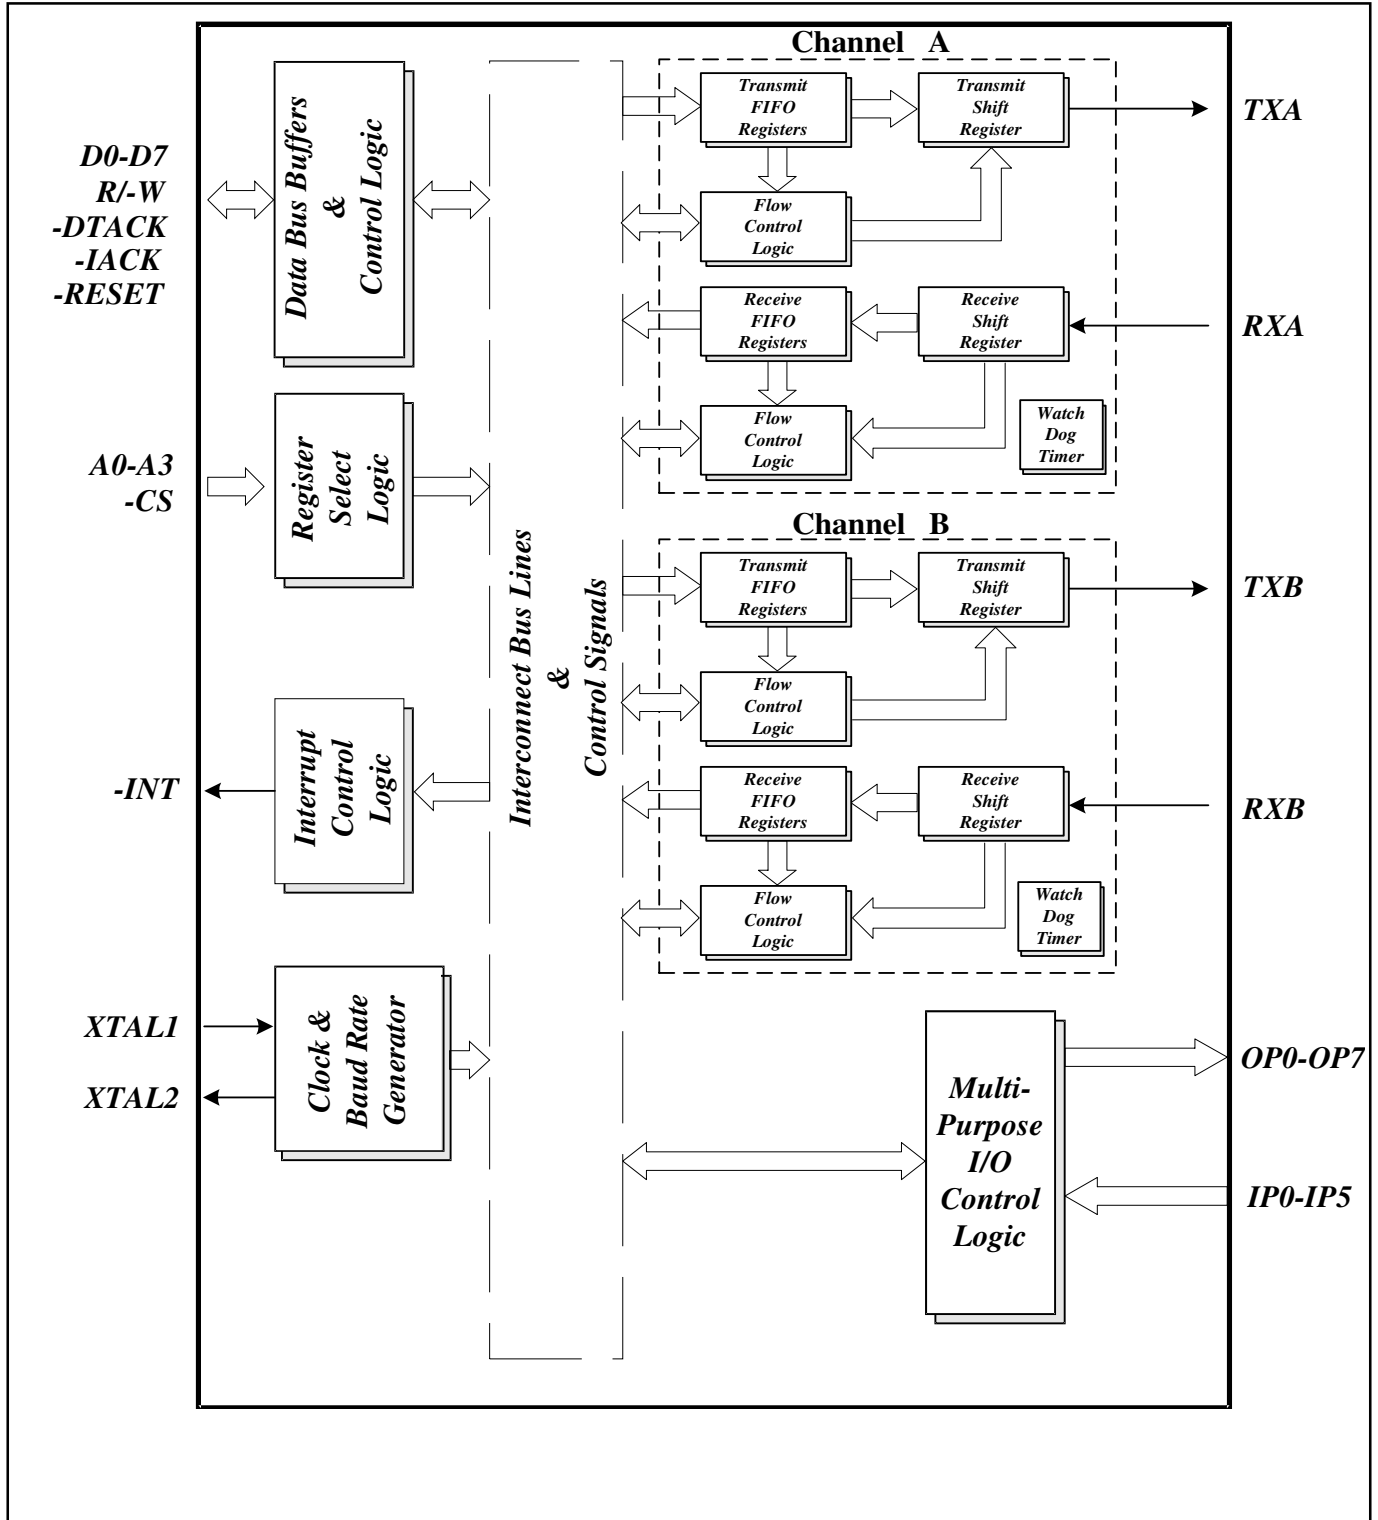 D0-D7
R/-W
-DTACK
-IACK
-RESET
Data Bus Buffers
&
Control Logic
A0-A3
-CS
Register
Select
Logic
-INT
Interrupt
Control
Logic
XTAL1
XTAL2
Clock &
Baud Rate
Generator
Interconnect Bus Lines
&
Control Signals
Channel A
Transmit
FIFO
Registers
Transmit
Shift
Register
TXA
Flow
Control
Logic
Receive
FIFO
Registers
Receive
Shift
Register
RXA
Flow
Control
Logic
Watch
Dog
Timer
Channel B
Transmit
FIFO
Registers
Transmit
Shift
Register
TXB
Flow
Control
Logic
Receive
FIFO
Registers
Receive
Shift
Register
RXB
Flow
Control
Logic
Watch
Dog
Timer
Multi-
Purpose
I/O
Control
Logic
OP0-OP7
IP0-IP5